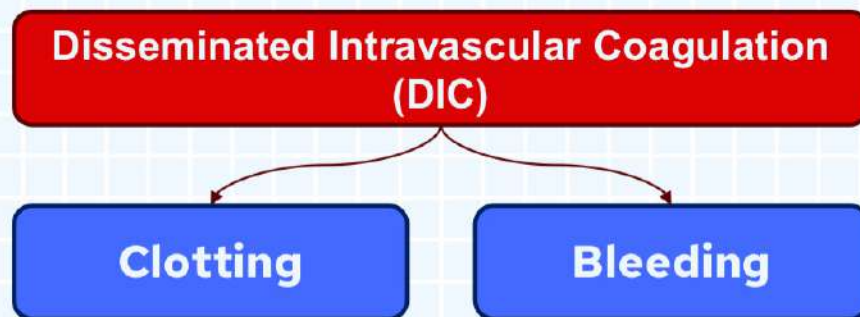 Disseminated Intravascular Coagulation
(DIC)
Clotting
Bleeding